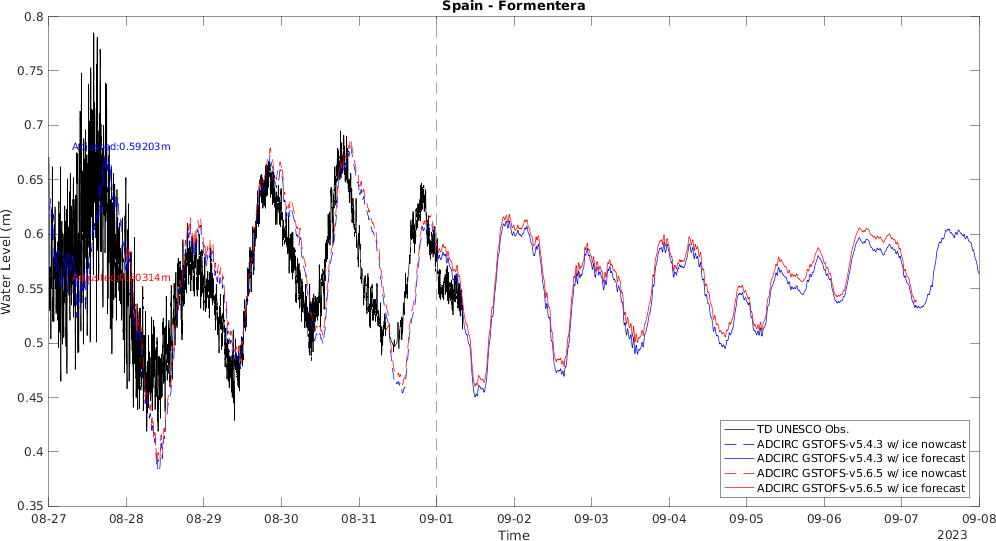 Spain - Formentera
0.8
0.75
0.7
0.65
0.6
0.55
0.5
0.45
0.4
0.35
Water Level (m)
Adjusted:0.59203m
08-27
08-28
08-29
08-30
08-31
09-01
09-02
09-03
09-04
09-05
09-06
09-07
09-08
Time
2023
TD UNESCO Obs.
ADCIRC GSTOFS-v5.4.3 w/ ice nowcast
ADCIRC GSTOFS-v5.4.3 w/ ice forecast
ADCIRC GSTOFS-v5.6.5 w/ ice nowcast
ADCIRC GSTOFS-v5.6.5 w/ ice forecast